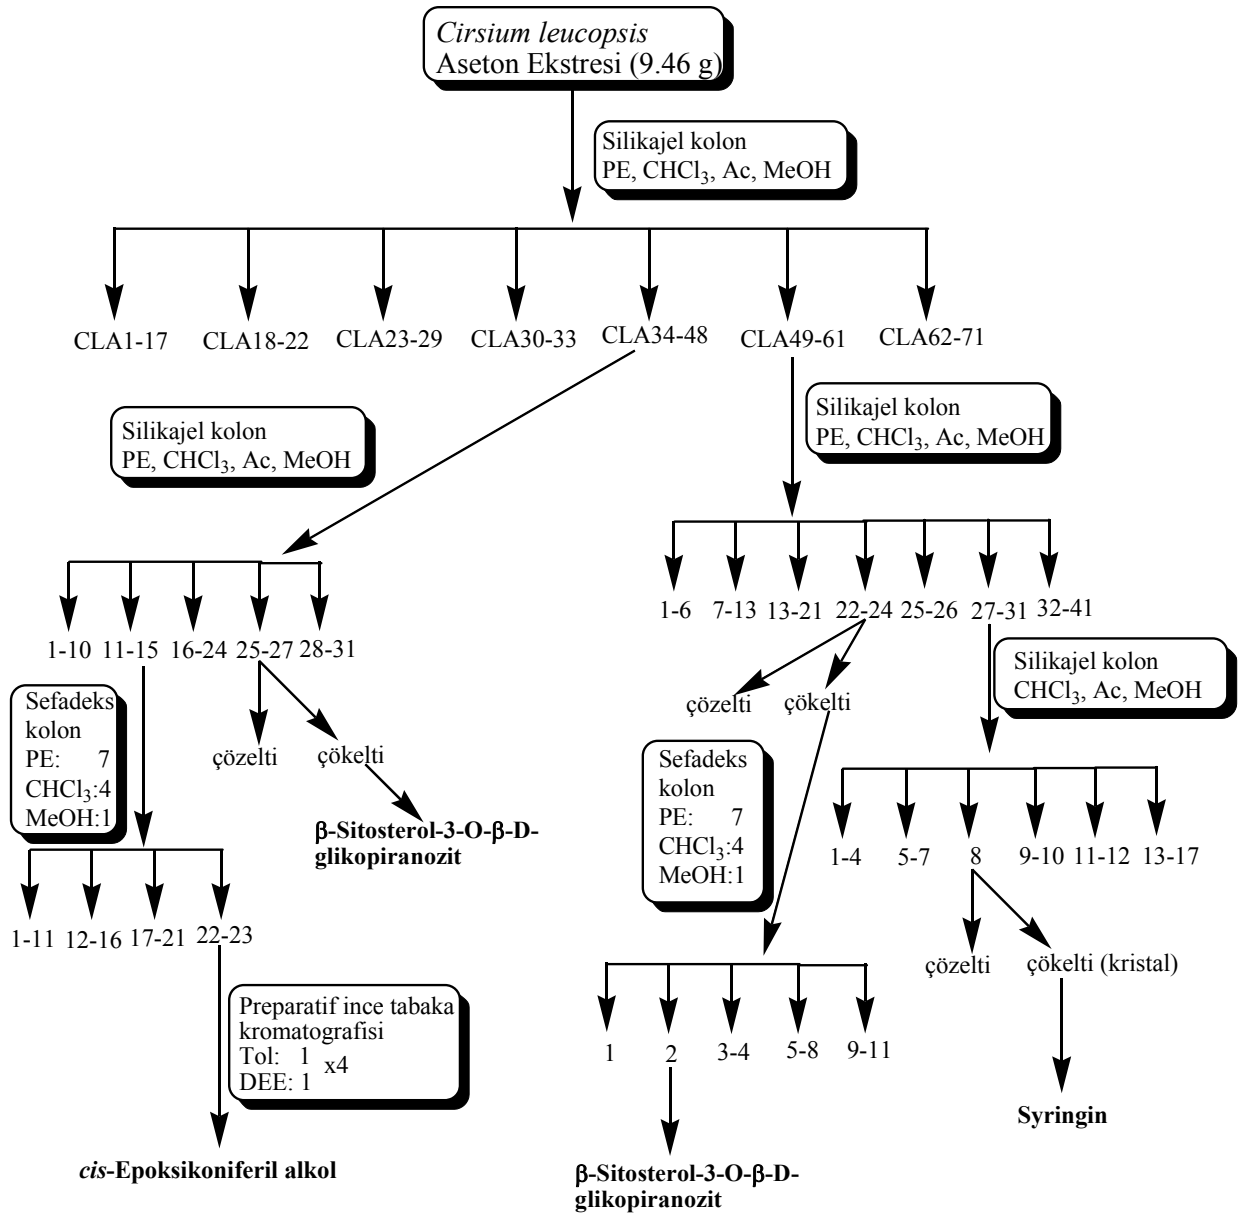 Cirsium leucopsis
Aseton Ekstresi (9.46 g)
Silikajel kolon
PE, CHCl₃, Ac, MeOH
CLA1-17 CLA18-22 CLA23-29 CLA30-33 CLA34-48 CLA49-61 CLA62-71
Silikajel kolon
PE, CHCl₃, Ac, MeOH
Silikajel kolon
PE, CHCl₃, Ac, MeOH
1-6 7-13 13-21 22-24 25-26 27-31 32-41
1-10 11-15 16-24 25-27 28-31
Silikajel kolon
CHCl₃, Ac, MeOH
Sefadeks
kolon
PE: 7
CHCl₃:4
MeOH:1
çözelti çökelti
çözelti çökelti
Sefadeks
kolon
PE: 7
CHCl₃:4
MeOH:1
β-Sitosterol-3-O-β-D-
glikopiranozit
1-4 5-7 8 9-10 11-12 13-17
1-11 12-16 17-21 22-23
çözelti çökelti (kristal)
Preparatif ince tabaka
kromatografisi
Tol: 1
x4
DEE: 1
1 2 3-4 5-8 9-11
Syringin
cis-Epoksikoniferil alkol
β-Sitosterol-3-O-β-D-
glikopiranozit